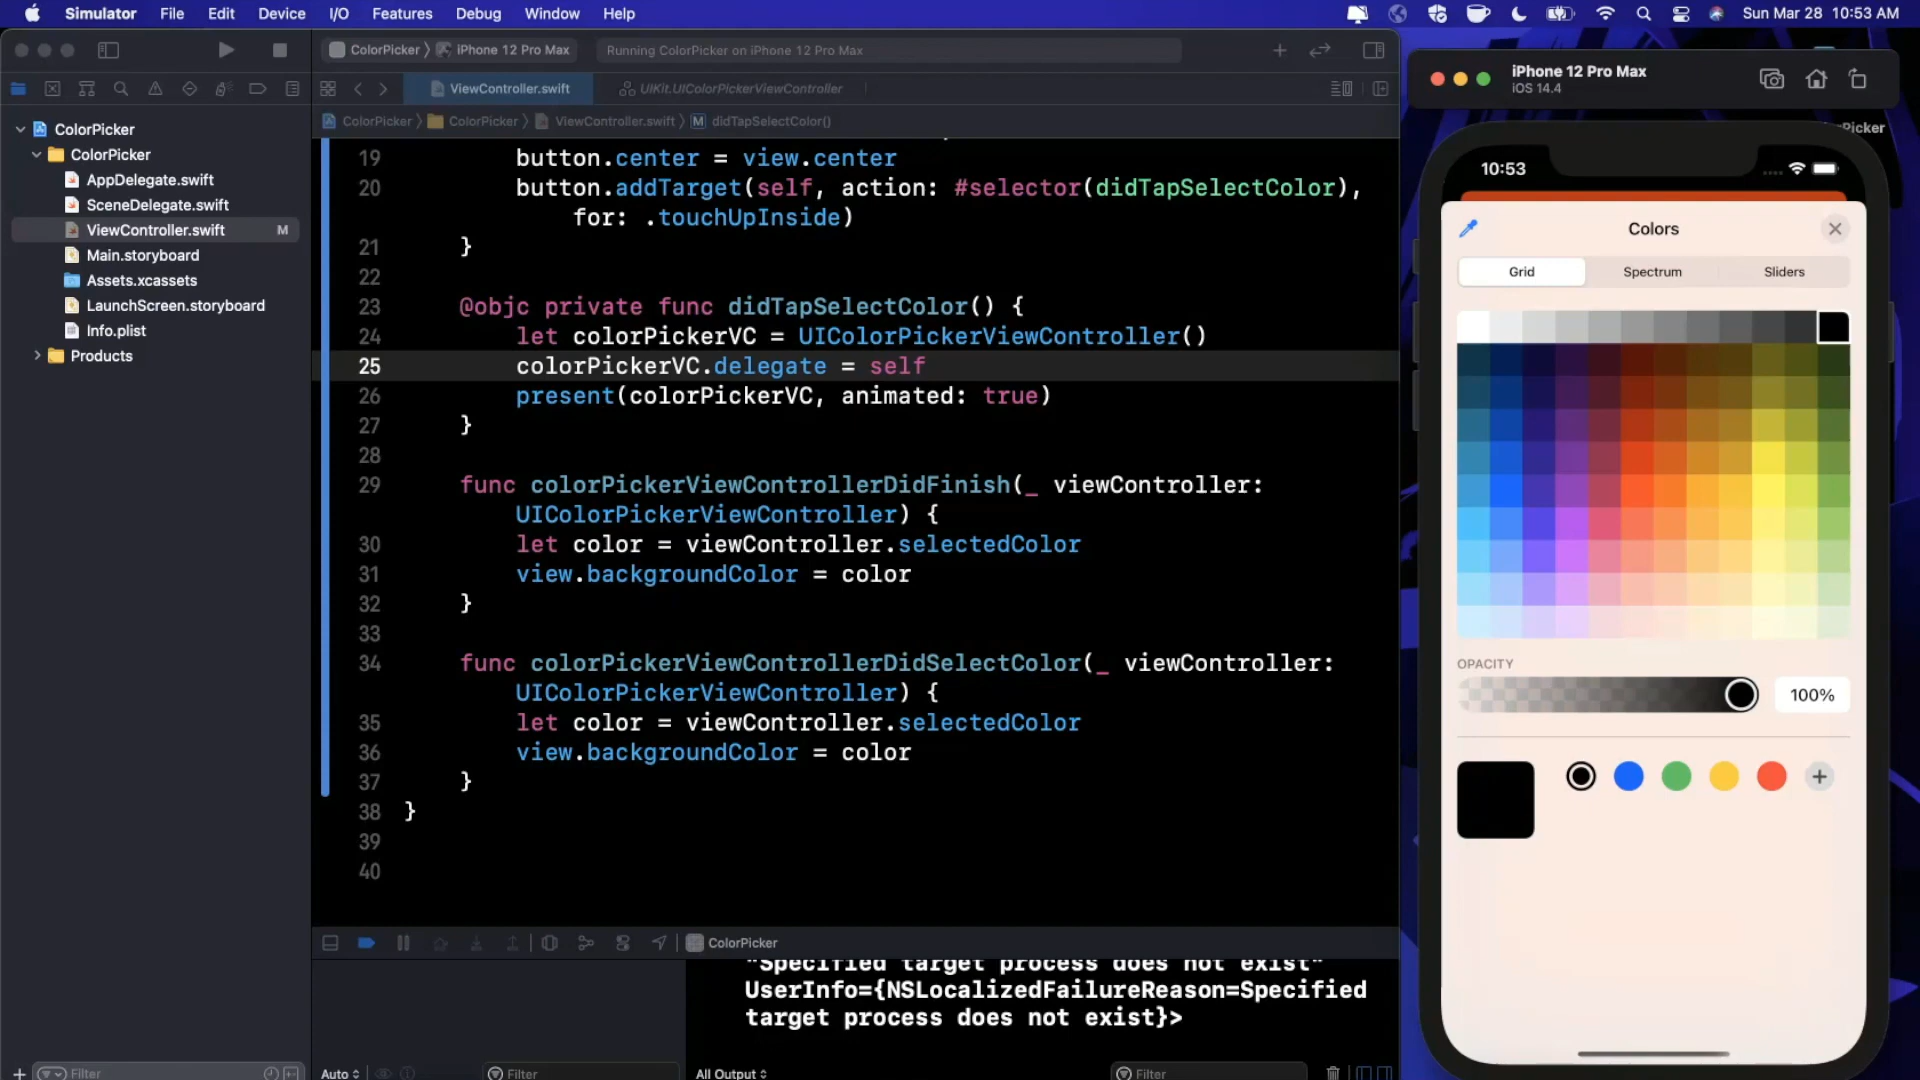 Simulator File Edit Device I/O Features Debug Window Help Sun Mar 28 10:53 AM
ColorPicker 〉 iPhone 12 Pro Max Running ColorPicker on iPhone 12 Pro Max
ViewController.swift UIKit.UIColorPickerViewController
ColorPicker 〉 ColorPicker 〉 ViewController.swift 〉 M didTapSelectColor()
ColorPicker
ColorPicker
AppDelegate.swift
SceneDelegate.swift
ViewController.swift M
Main.storyboard
Assets.xcassets
LaunchScreen.storyboard
Info.plist
Products
19 button.center = view.center
20 button.addTarget(self, action: #selector(didTapSelectColor),
for: .touchUpInside)
21 }
22
23 @objc private func didTapSelectColor() {
24 let colorPickerVC = UIColorPickerViewController()
25 colorPickerVC.delegate = self
26 present(colorPickerVC, animated: true)
27 }
28
29 func colorPickerViewControllerDidFinish(_ viewController:
UIColorPickerViewController) {
30 let color = viewController.selectedColor
31 view.backgroundColor = color
32 }
33
34 func colorPickerViewControllerDidSelectColor(_ viewController:
UIColorPickerViewController) {
35 let color = viewController.selectedColor
36 view.backgroundColor = color
37 }
38 }
39
40
ColorPicker
"Specified target process does not exist"
UserInfo={NSLocalizedFailureReason=Specified
target process does not exist}>
Filter
Auto
Filter
All Output
Filter
iPhone 12 Pro Max
iOS 14.4
Picker
10:53
Colors
Grid Spectrum Sliders
OPACITY
100%